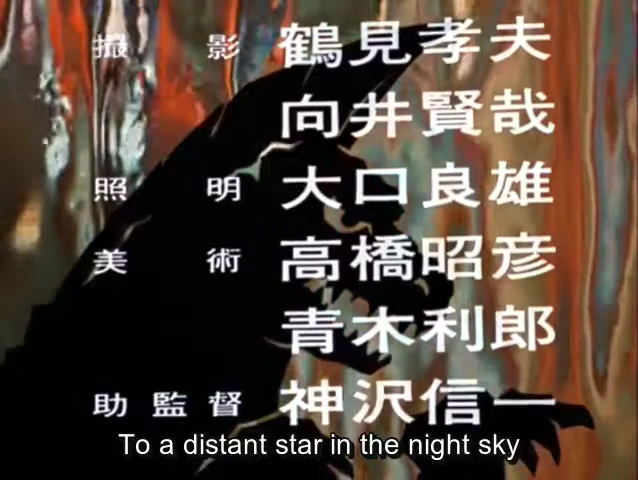 撮影 鶴見孝夫
向井賢哉
照明 大口良雄
美術 高橋昭彦
青木利郎
助監督 神沢信一
To a distant star in the night sky